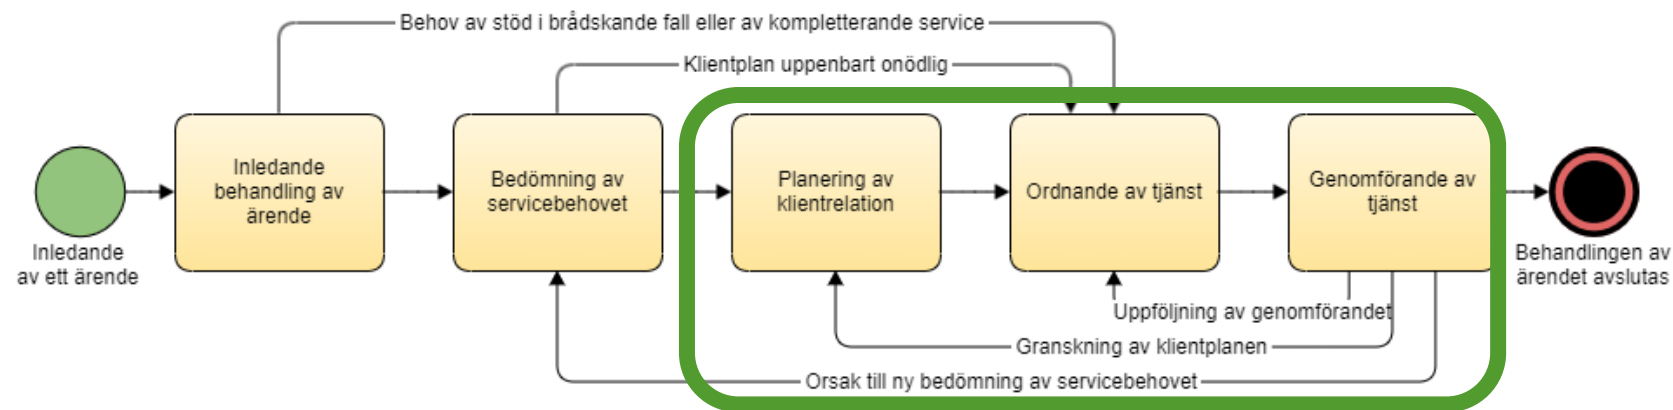 Behov av stöd i brådskande fall eller av kompletterande service
Klientplan uppenbart onödlig
Inledande
behandling av
ärende
Bedömning av
servicebehovet
Planering av
klientrelation
Ordnande av tjänst
Genomförande av
tjänst
Inledande
av ett ärende
Behandlingen av
ärendet avslutas
Uppföljning av genomförandet
Granskning av klientplanen
Orsak till ny bedömning av servicebehovet